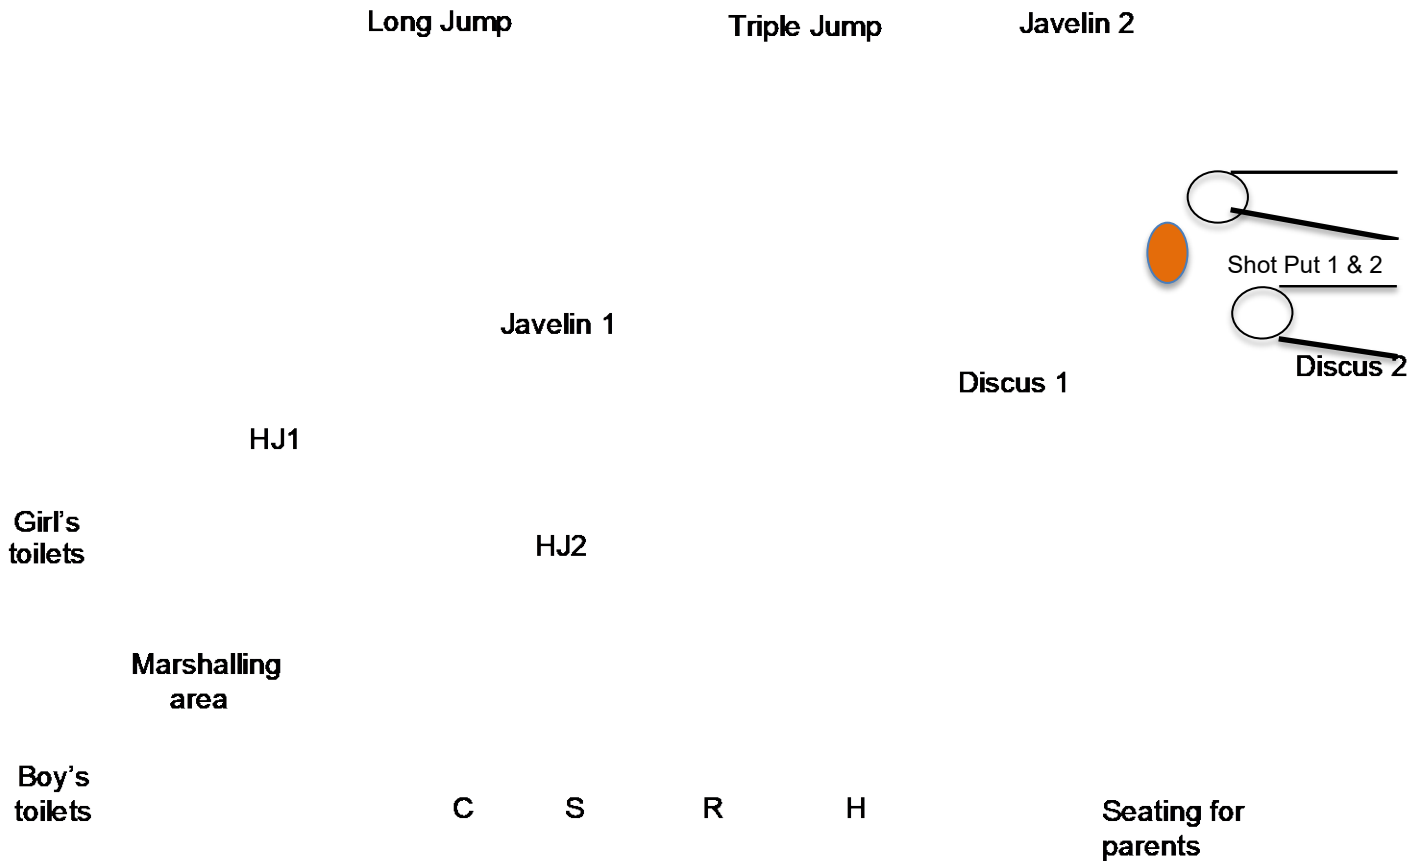 Long Jump
Triple Jump
Javelin 2
Shot Put 1 & 2
Javelin 1
Discus 2
Discus 1
HJ1
Girl's
toilets
HJ2
Marshalling
area
Boy's
toilets
C S R H
Seating for
parents